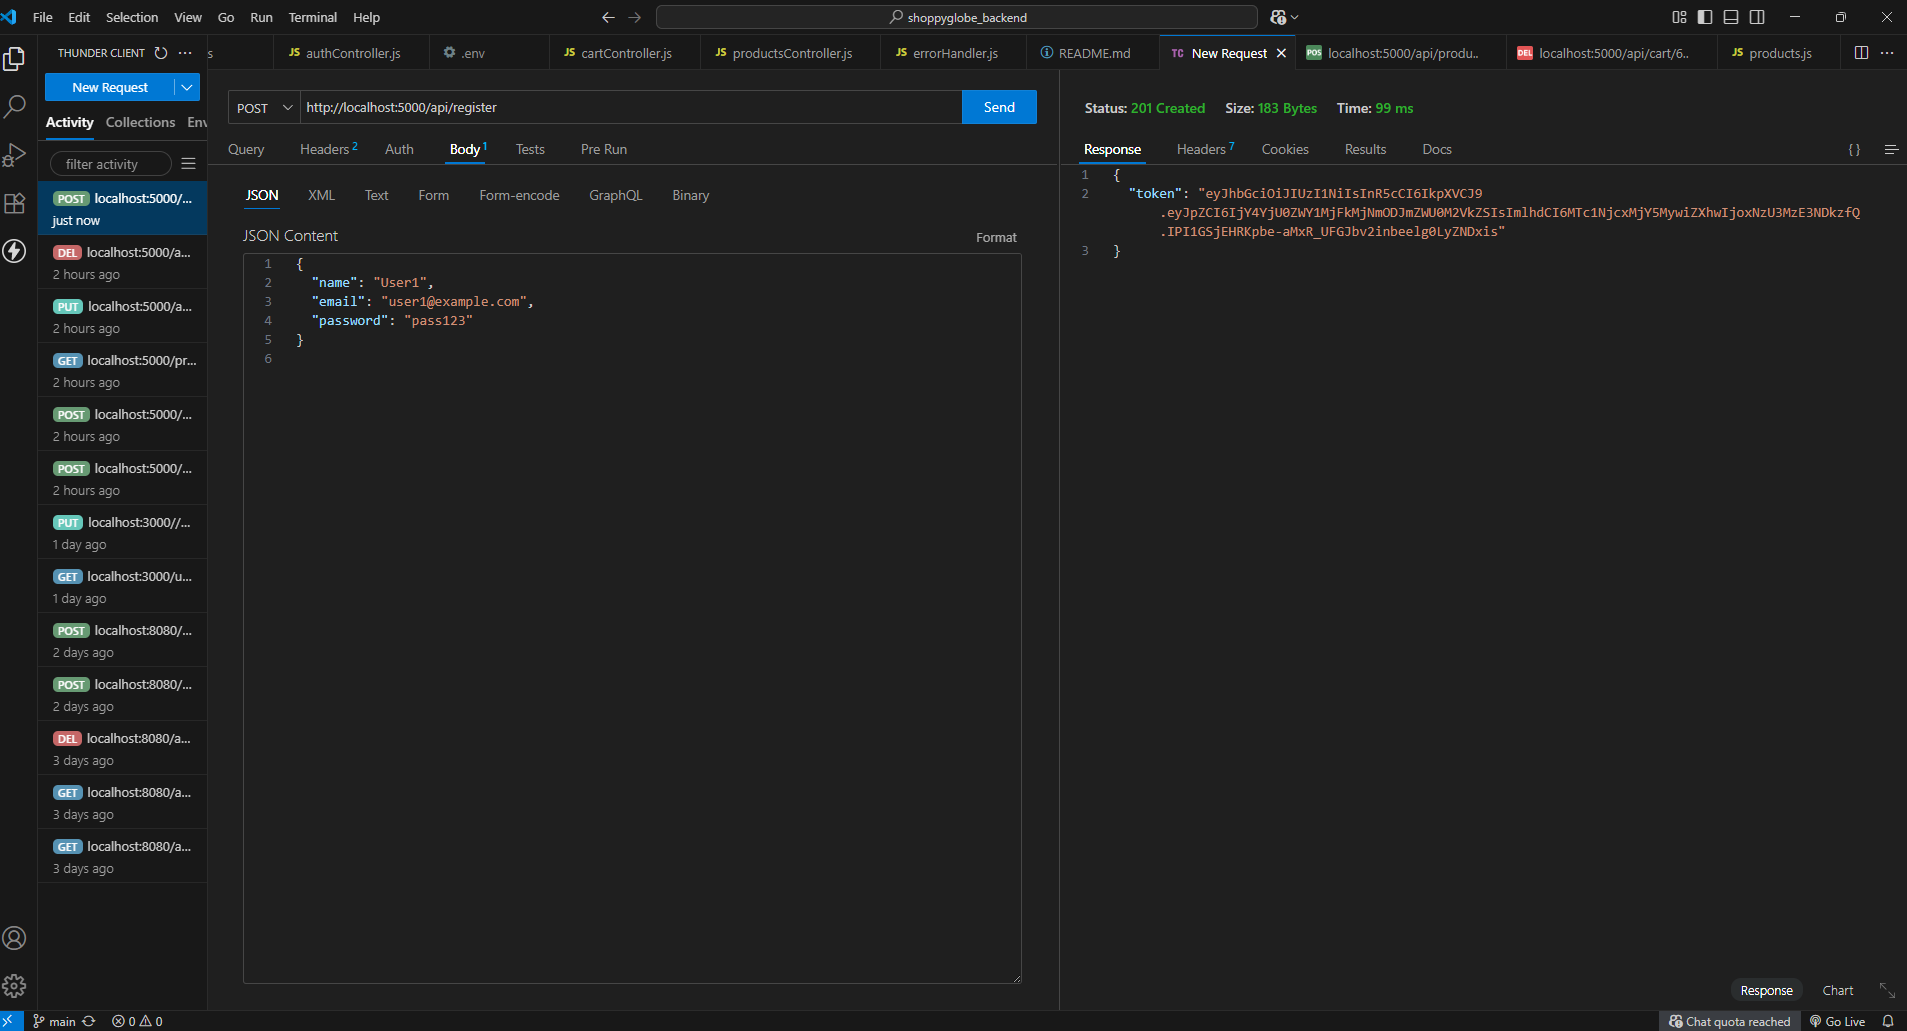 File Edit Selection View Go Run Terminal Help
shoppyglobe_backend
THUNDER CLIENT
s
JS authController.js
.env
JS cartController.js
JS productsController.js
JS errorHandler.js
README.md
TC New Request
POS localhost:5000/api/produ..
DEL localhost:5000/api/cart/6..
JS products.js
New Request
Activity Collections Env
filter activity
POST localhost:5000/...
just now
DEL localhost:5000/a...
2 hours ago
PUT localhost:5000/a...
2 hours ago
GET localhost:5000/pr...
2 hours ago
POST localhost:5000/...
2 hours ago
POST localhost:5000/...
2 hours ago
PUT localhost:3000//...
1 day ago
GET localhost:3000/u...
1 day ago
POST localhost:8080/...
2 days ago
POST localhost:8080/...
2 days ago
DEL localhost:8080/a...
3 days ago
GET localhost:8080/a...
3 days ago
GET localhost:8080/a...
3 days ago
POST http://localhost:5000/api/register Send
Query Headers 2 Auth Body 1 Tests Pre Run
JSON XML Text Form Form-encode GraphQL Binary
JSON Content
Format
1 {
2 "name": "User1",
3 "email": "user1@example.com",
4 "password": "pass123"
5 }
6
Status: 201 Created Size: 183 Bytes Time: 99 ms
Response Headers 7 Cookies Results Docs
{ }
1 {
2 "token": "eyJhbGciOiJIUzI1NiIsInR5cCI6IkpXVCJ9
.eyJpZCI6IjY4YjU0ZWY1MjFkMjNmODJmZWU0M2VkZSIsImlhdCI6MTc1NjcxMjY5MywiZXhwIjoxNzU3MzE3NDkzfQ
.IPI1GSjEHRKpbe-aMxR_UFGJbv2inbeelg0LyZNDxis"
3 }
Response Chart
main
0 0
Chat quota reached
Go Live